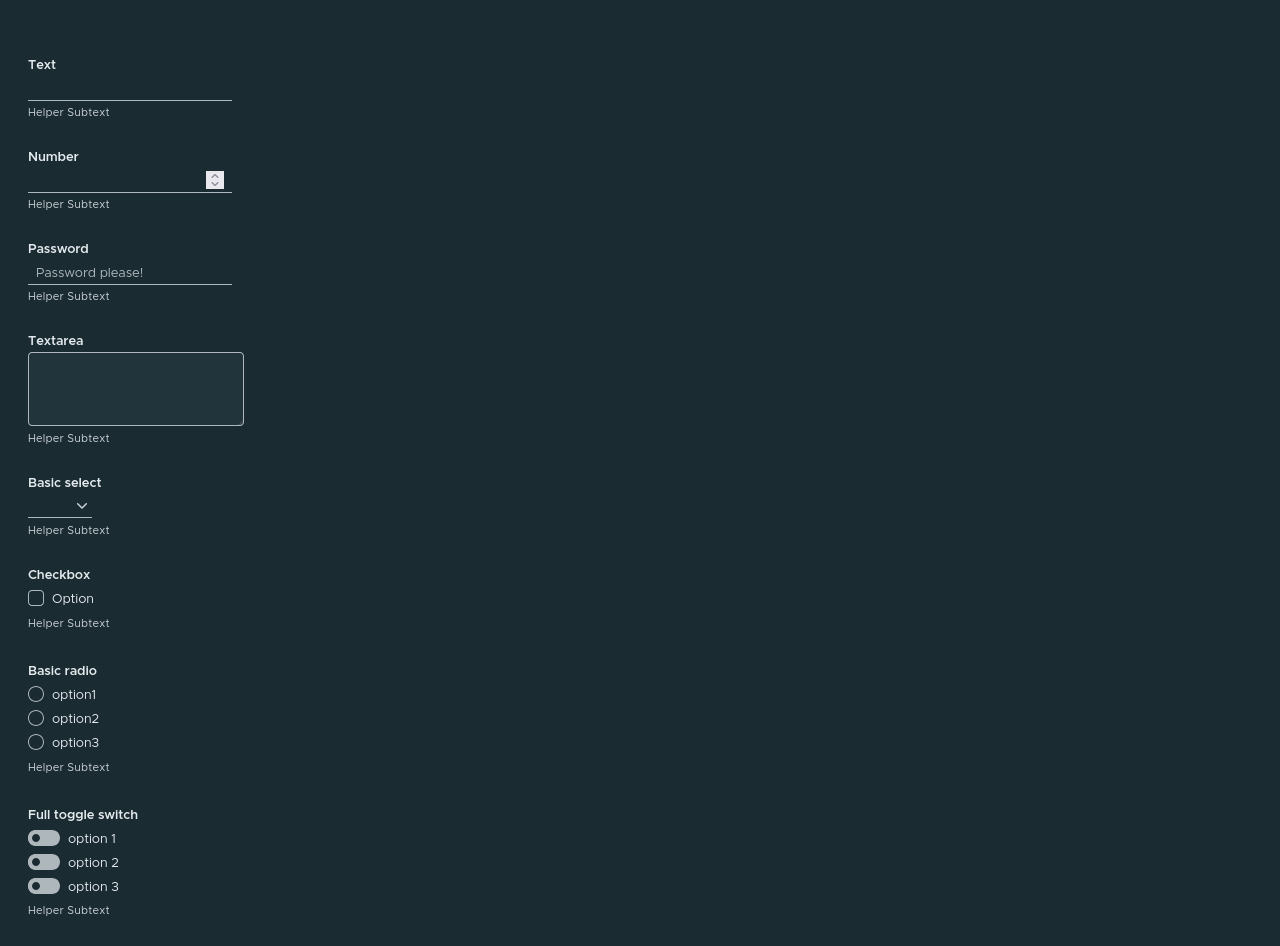 Text
Helper Subtext
Number
Helper Subtext
Password
Password please!
Helper Subtext
Textarea
Helper Subtext
Basic select
Helper Subtext
Checkbox
Option
Helper Subtext
Basic radio
option1
option2
option3
Helper Subtext
Full toggle switch
option 1
option 2
option 3
Helper Subtext